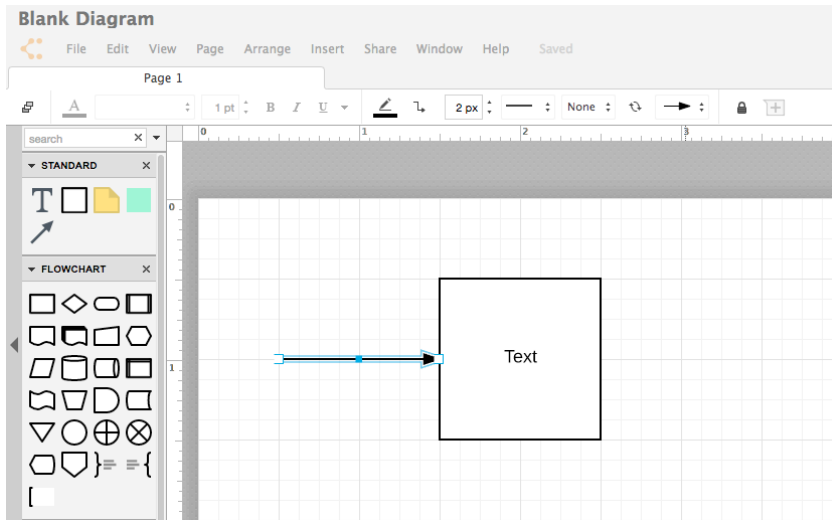 Blank Diagram
File Edit View Page Arrange Insert Share Window Help Saved
Page 1
A 1 pt B I U 2 px None
search
0 1 2 3
STANDARD
T
0
FLOWCHART
Text
1